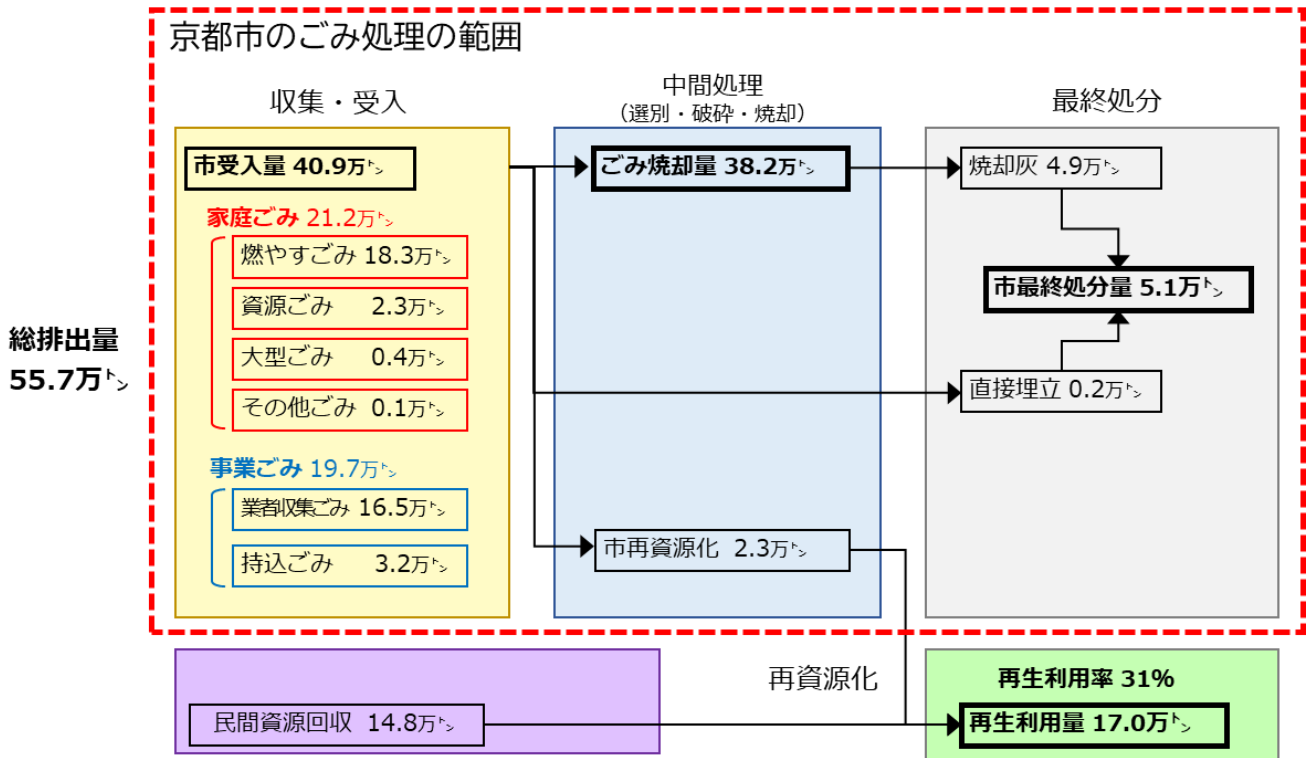 京都市のごみ処理の範囲
収集・受入
中間処理
（選別・破砕・焼却）
最終処分
市受入量 40.9万㌧
ごみ焼却量 38.2万㌧
焼却灰 4.9万㌧
家庭ごみ 21.2万㌧
燃やすごみ 18.3万㌧
資源ごみ 2.3万㌧
大型ごみ 0.4万㌧
その他ごみ 0.1万㌧
市最終処分量 5.1万㌧
直接埋立 0.2万㌧
総排出量
55.7万㌧
事業ごみ 19.7万㌧
業者収集ごみ 16.5万㌧
持込ごみ 3.2万㌧
市再資源化 2.3万㌧
民間資源回収 14.8万㌧
再資源化
再生利用率 31%
再生利用量 17.0万㌧